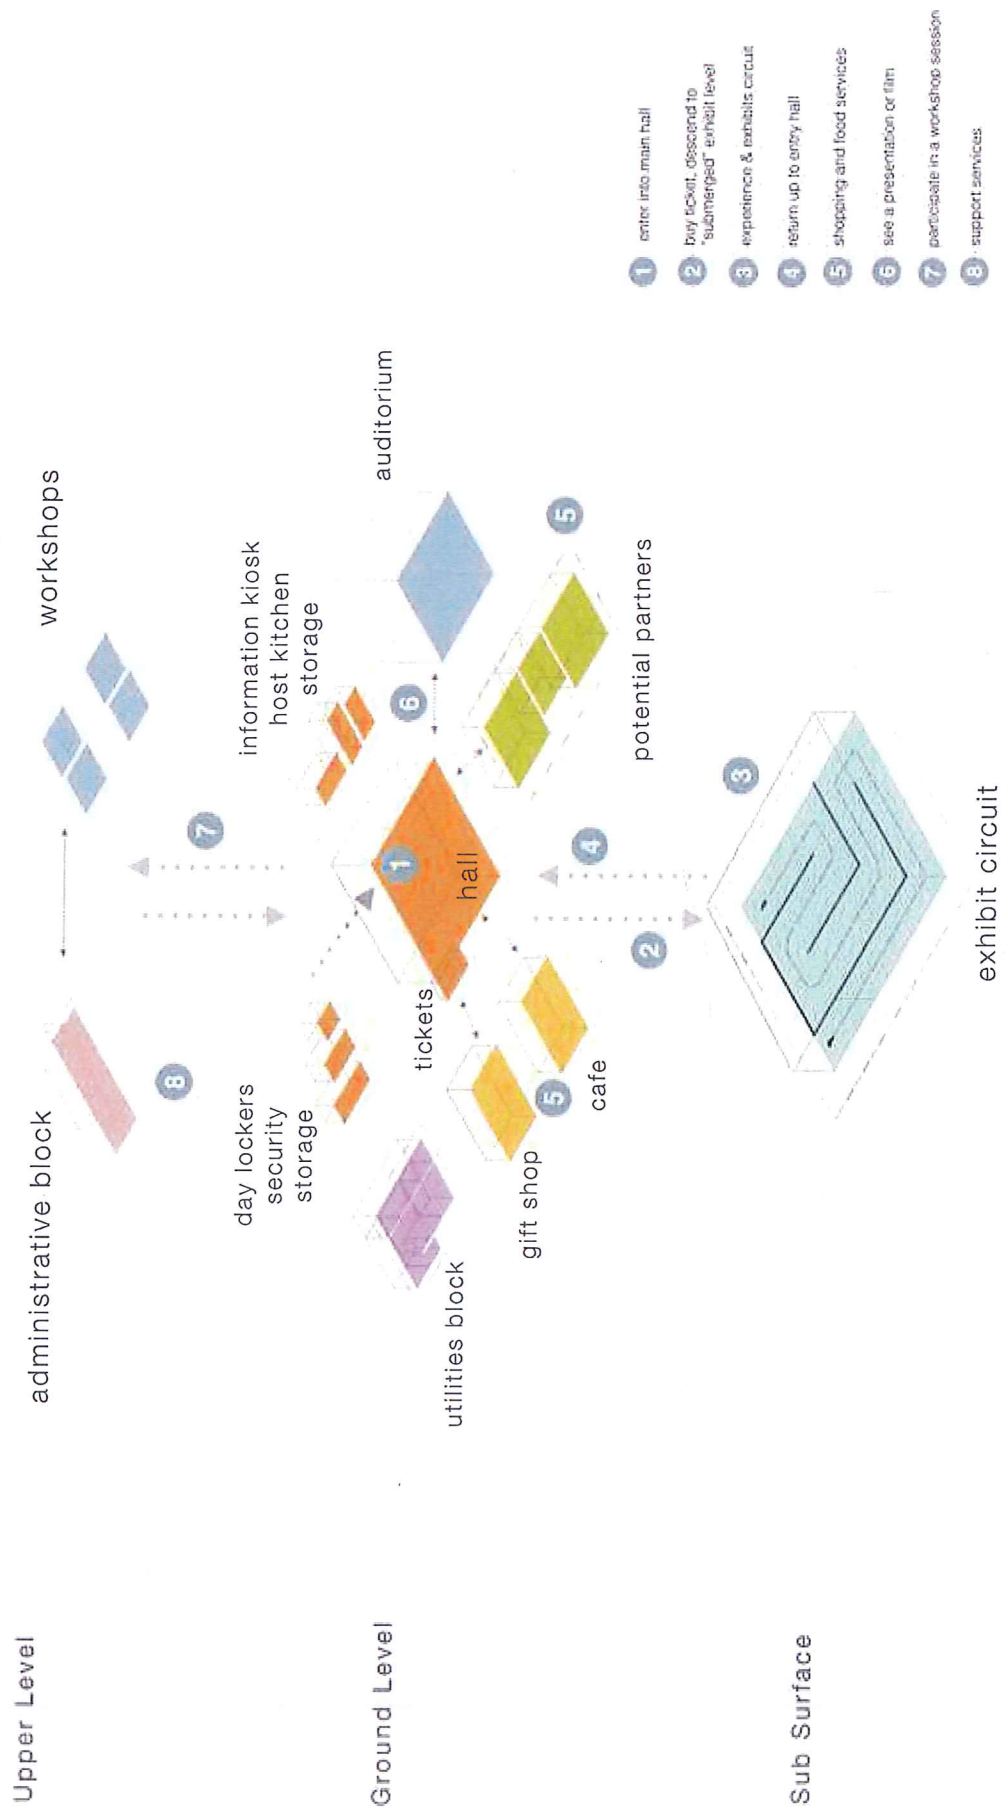 Upper Level
administrative block
workshops
8
7
Ground Level
day lockers
security
storage
information kiosk
host kitchen
storage
utilities block
tickets
1
hall
6
auditorium
gift shop
5
cafe
potential partners
5
2
4
Sub Surface
3
exhibit circuit
1 enter into main hall
2 buy ticket, descend to
"submerged" exhibit level
3 experience & exhibits circuit
4 return up to entry hall
5 shopping and food services
6 see a presentation or film
7 participate in a workshop session
8 support services